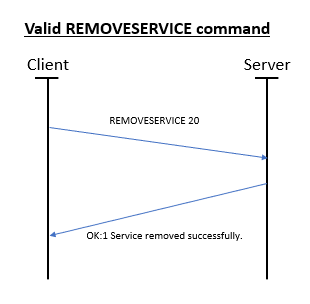 Valid REMOVESERVICE command
Client
Server
REMOVESERVICE 20
OK:1 Service removed successfully.